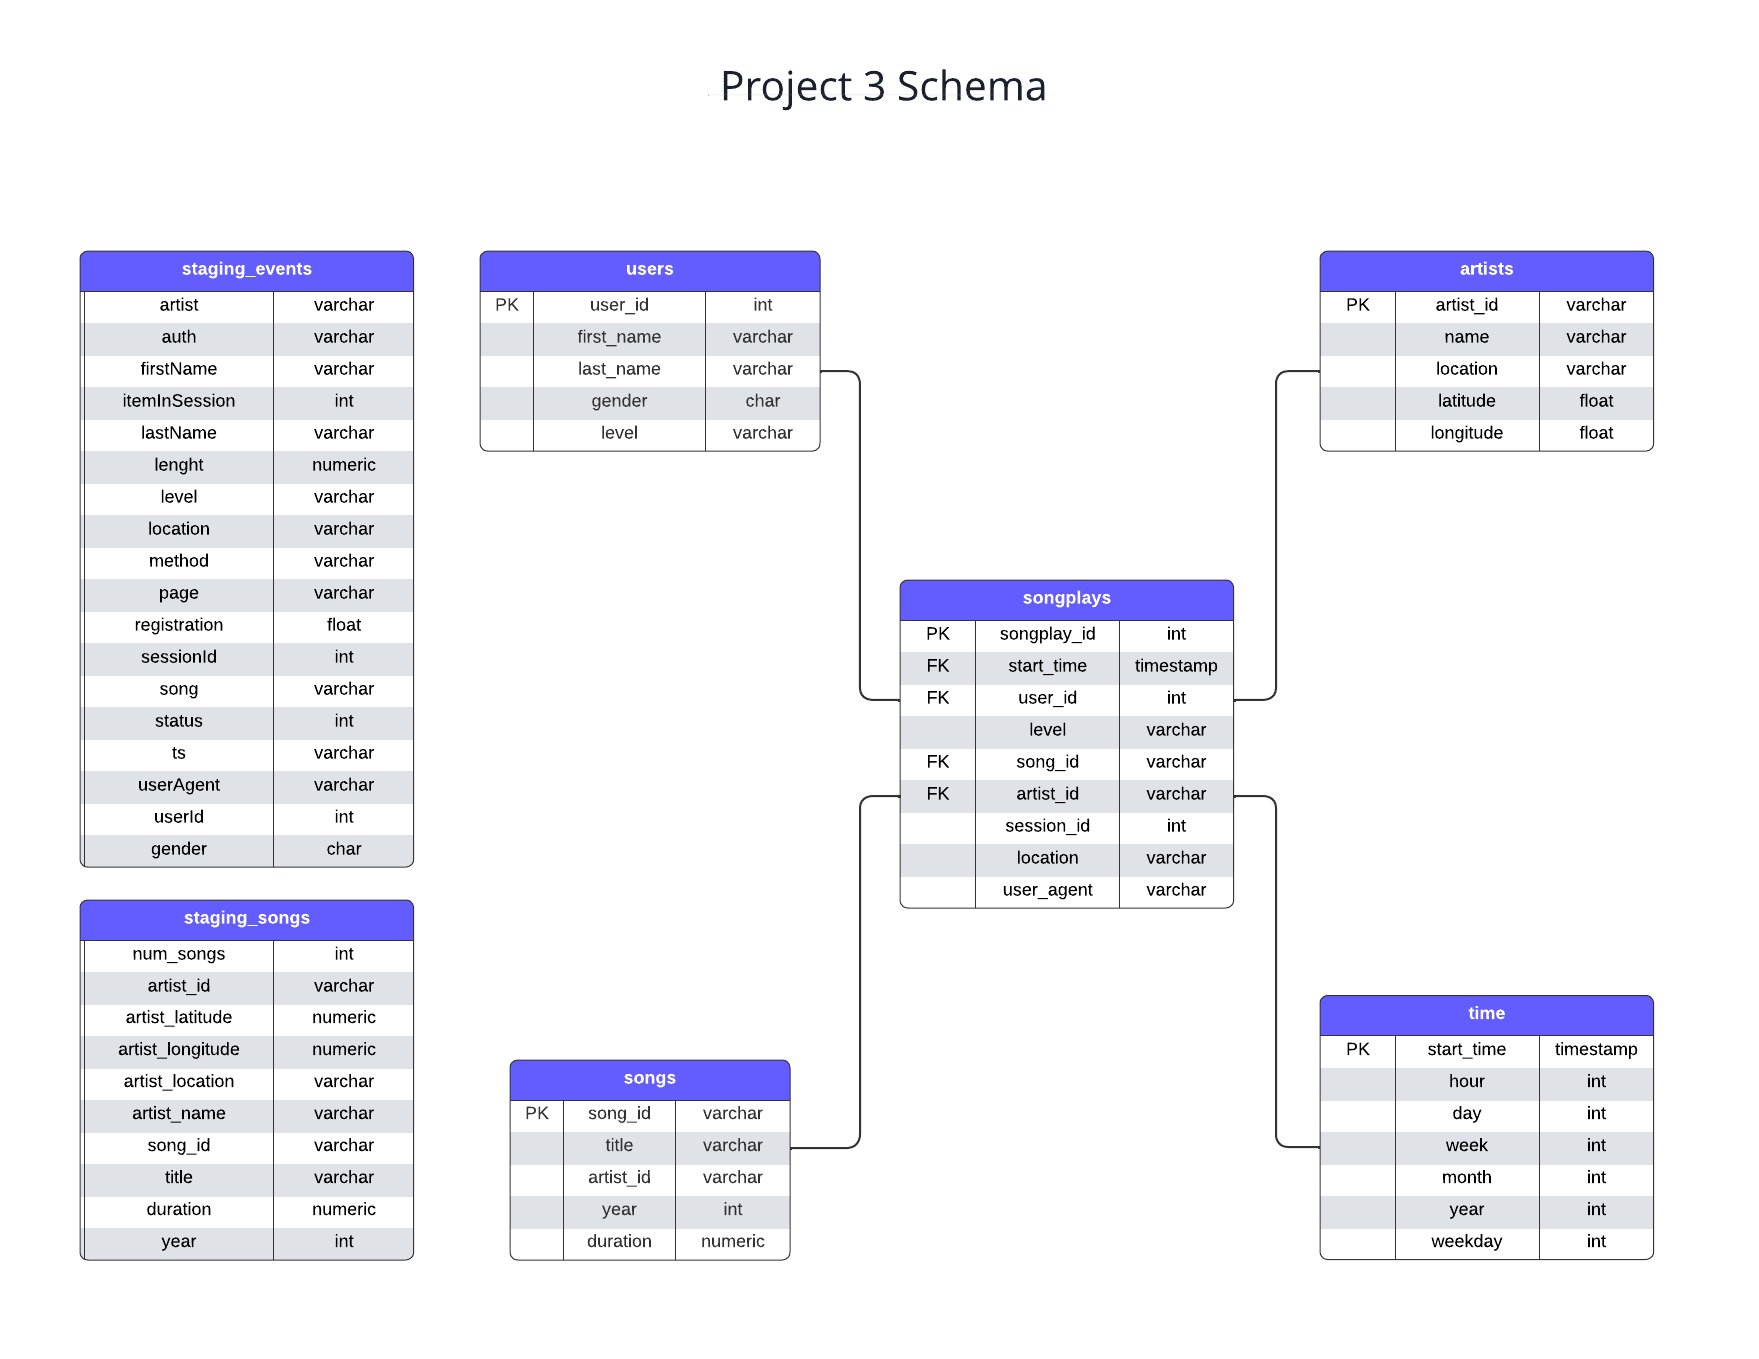 Project 3 Schema
staging_events
artist varchar
auth varchar
firstName varchar
itemInSession int
lastName varchar
lenght numeric
level varchar
location varchar
method varchar
page varchar
registration float
sessionId int
song varchar
status int
ts varchar
userAgent varchar
userId int
gender char
staging_songs
num_songs int
artist_id varchar
artist_latitude numeric
artist_longitude numeric
artist_location varchar
artist_name varchar
song_id varchar
title varchar
duration numeric
year int
users
PK user_id int
first_name varchar
last_name varchar
gender char
level varchar
songs
PK song_id varchar
title varchar
artist_id varchar
year int
duration numeric
songplays
PK songplay_id int
FK start_time timestamp
FK user_id int
level varchar
FK song_id varchar
FK artist_id varchar
session_id int
location varchar
user_agent varchar
artists
PK artist_id varchar
name varchar
location varchar
latitude float
longitude float
time
PK start_time timestamp
hour int
day int
week int
month int
year int
weekday int